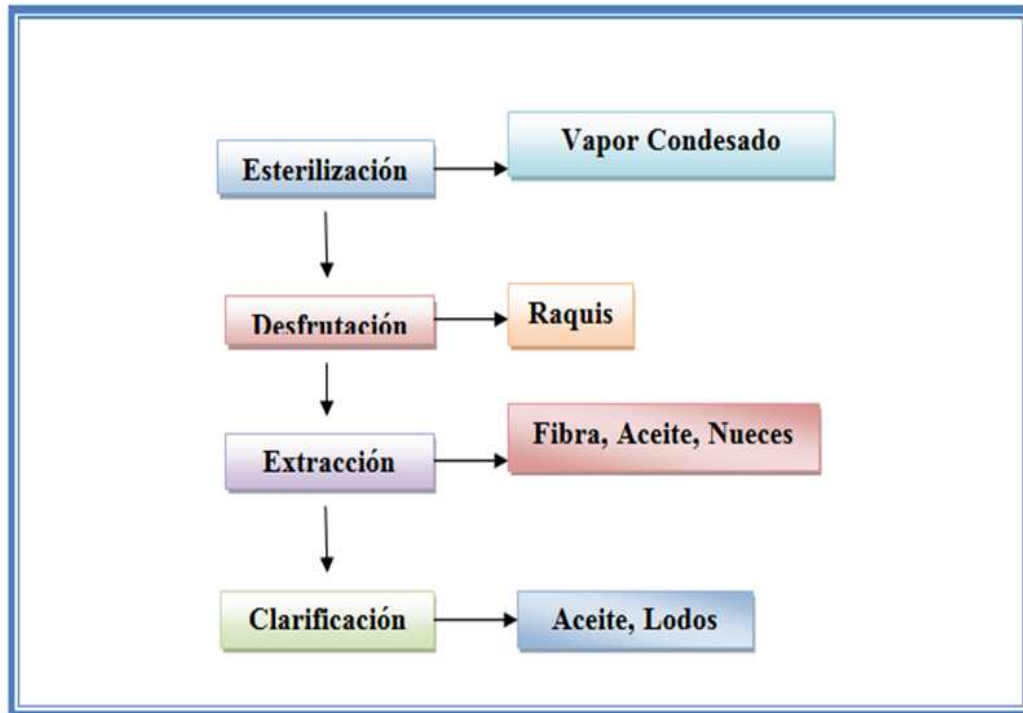 Esterilización
Vapor Condesado
Desfrutación
Raquis
Extracción
Fibra, Aceite, Nueces
Clarificación
Aceite, Lodos